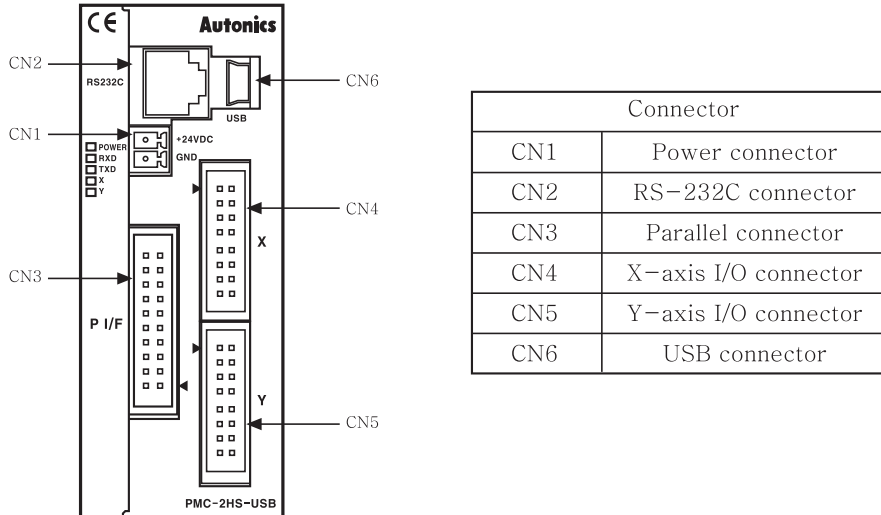 CE Autonics
CN2
RS232C
CN6
USB
CN1
+24VDC
GND
POWER
RXD
TXD
X
Y
CN4
X
CN3
P I/F
Y
CN5
PMC-2HS-USB
Connector
CN1 Power connector
CN2 RS-232C connector
CN3 Parallel connector
CN4 X-axis I/O connector
CN5 Y-axis I/O connector
CN6 USB connector